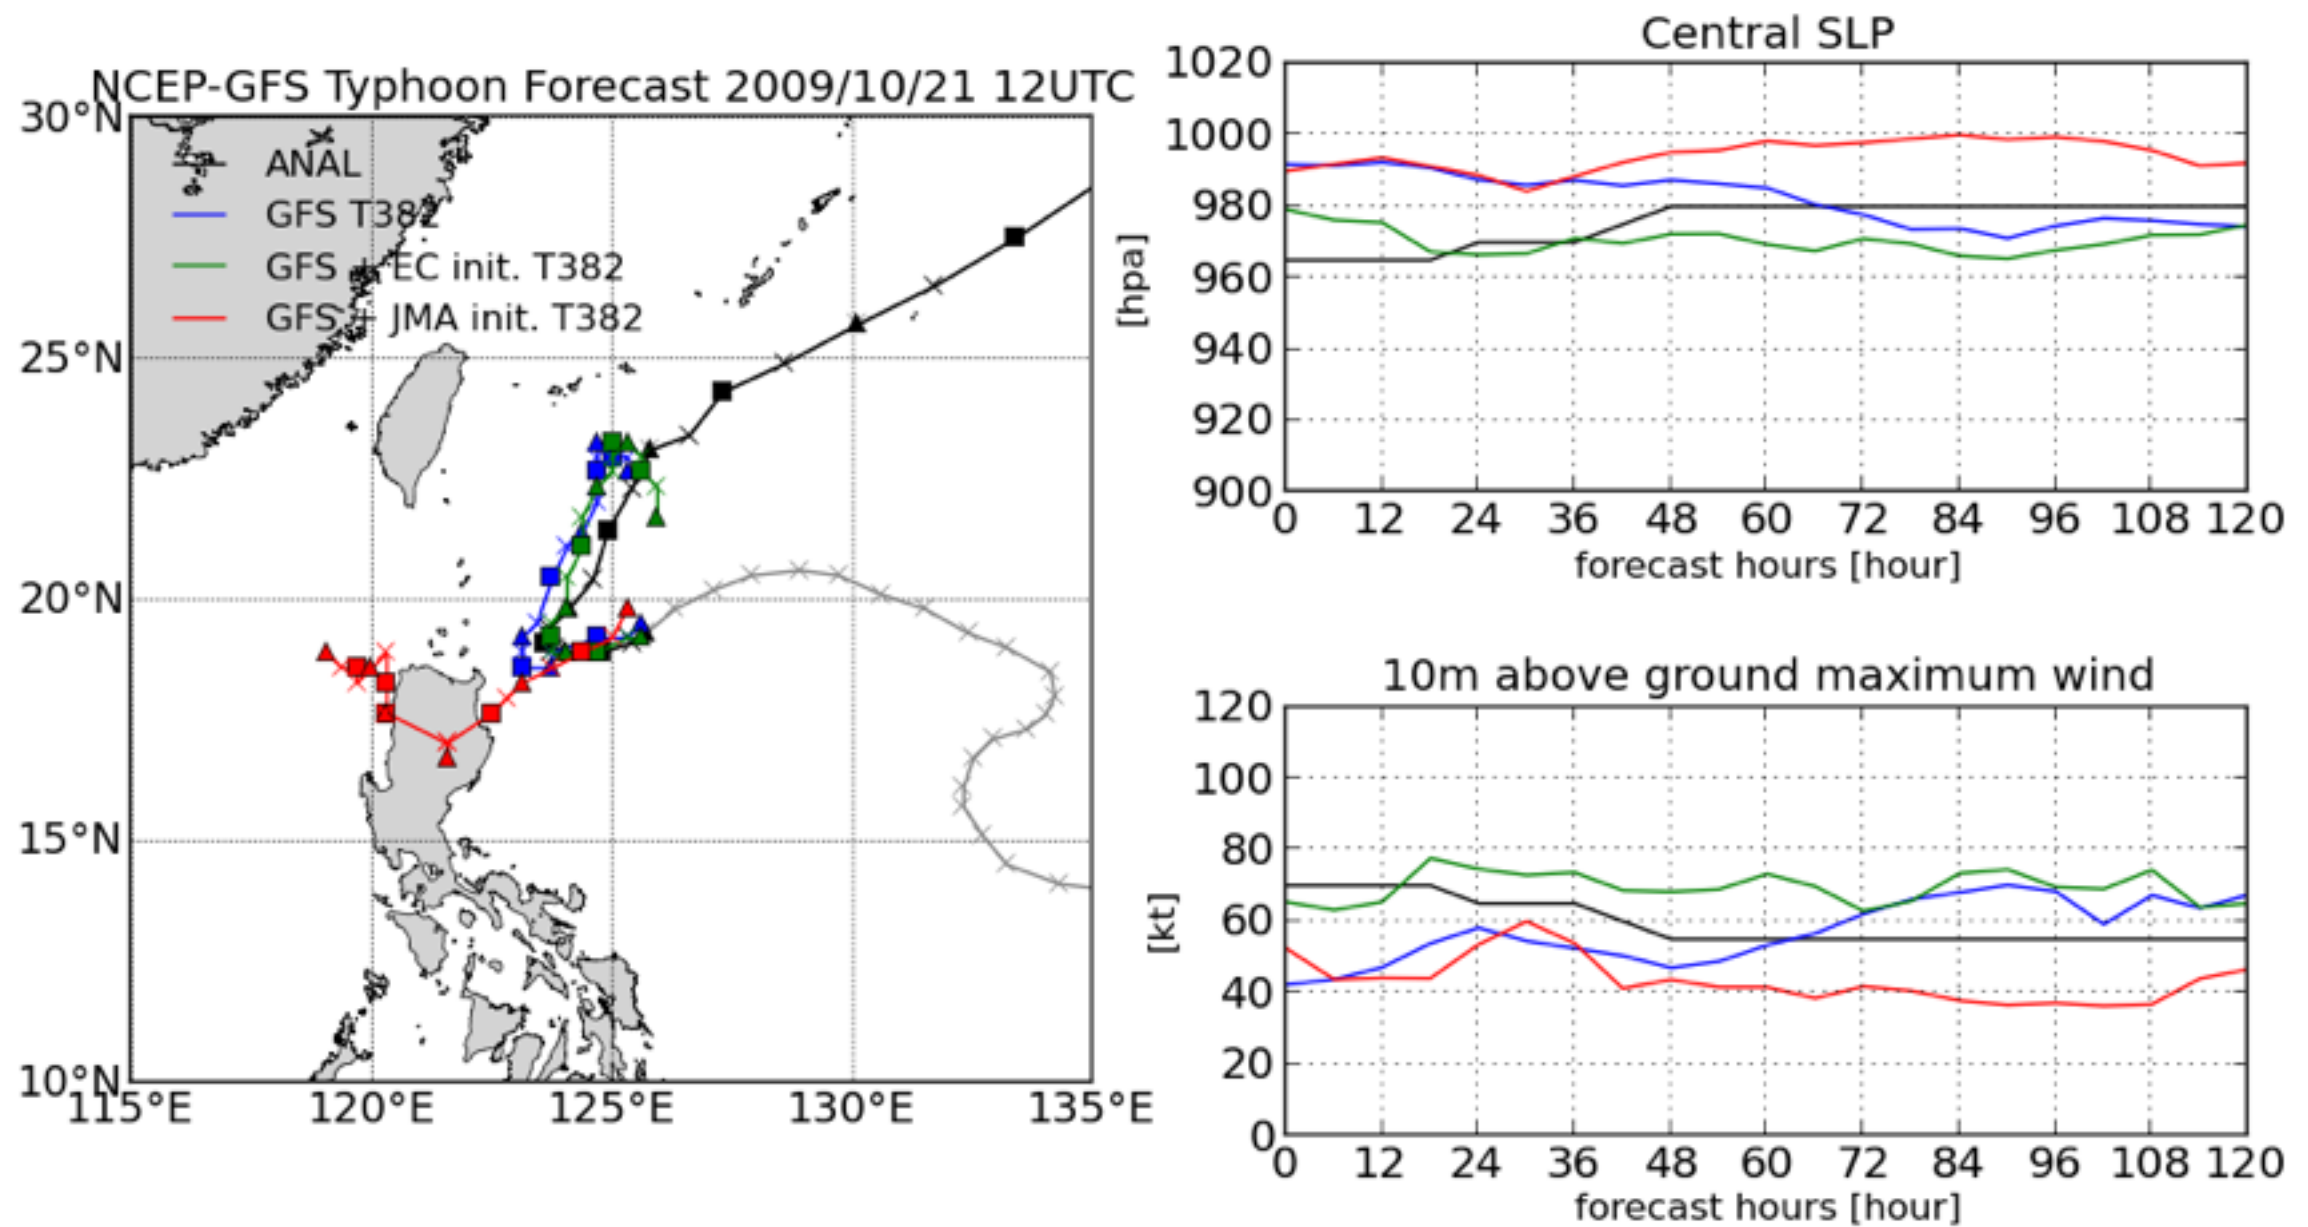 NCEP-GFS Typhoon Forecast 2009/10/21 12UTC
30°N
25°N
20°N
15°N
10°N
115°E 120°E 125°E 130°E 135°E
ANAL
GFS T382
GFS + EC init. T382
GFS + JMA init. T382
Central SLP
1020
1000
980
960
940
920
900
[hpa]
0 12 24 36 48 60 72 84 96 108 120
forecast hours [hour]
10m above ground maximum wind
120
100
80
60
40
20
0
[kt]
0 12 24 36 48 60 72 84 96 108 120
forecast hours [hour]